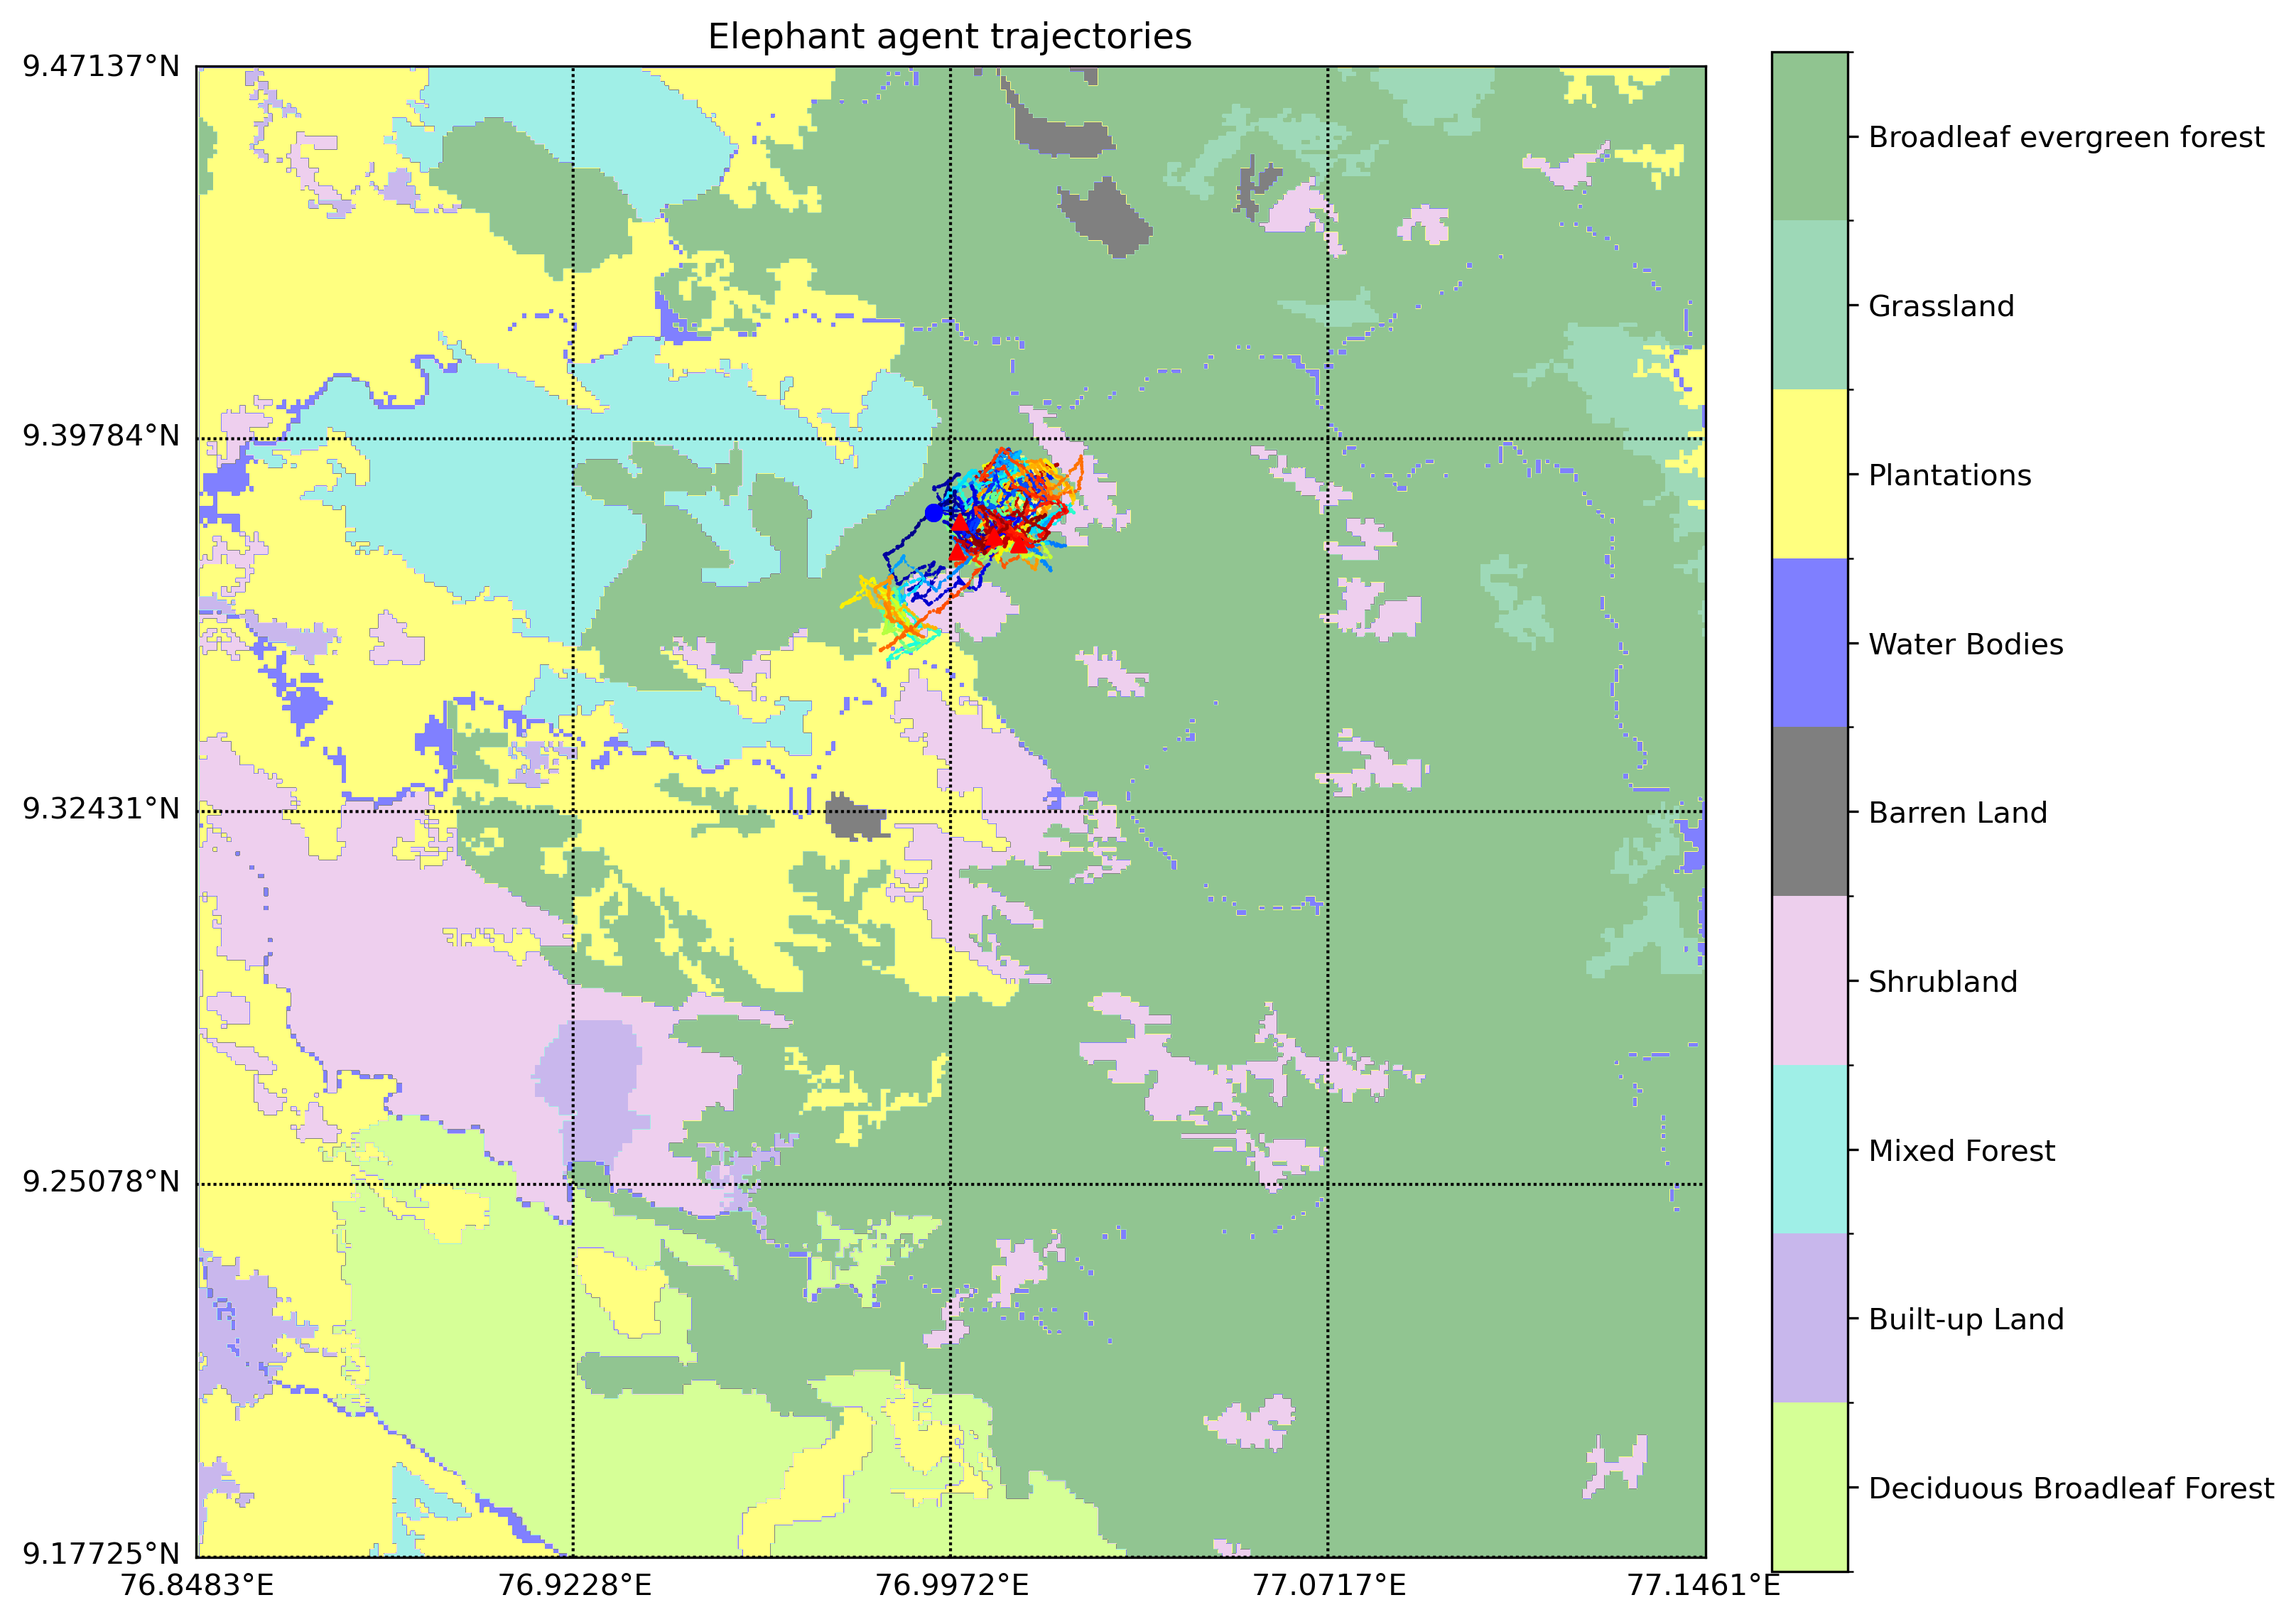 Elephant agent trajectories
9.47137°N
9.39784°N
9.32431°N
9.25078°N
9.17725°N
76.8483°E
76.9228°E
76.9972°E
77.0717°E
77.1461°E
Broadleaf evergreen forest
Grassland
Plantations
Water Bodies
Barren Land
Shrubland
Mixed Forest
Built-up Land
Deciduous Broadleaf Forest